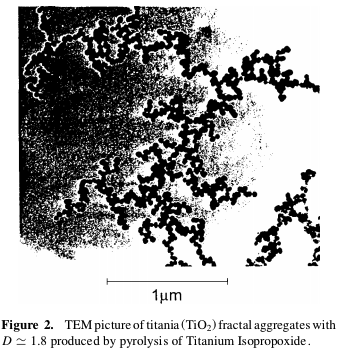 1μm
Figure 2. TEM picture of titania (TiO₂) fractal aggregates with
D ≃ 1.8 produced by pyrolysis of Titanium Isopropoxide.